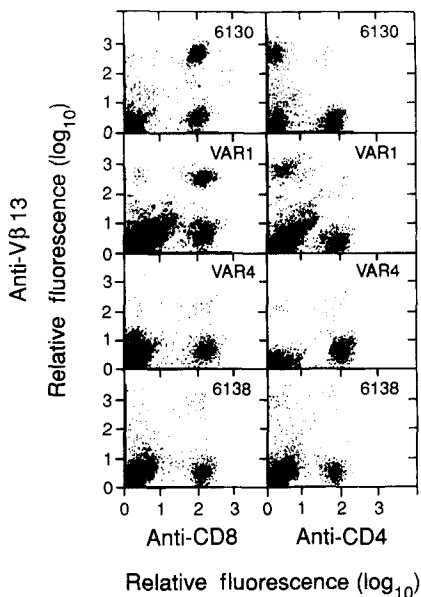 6130
6130
3
2
1
0
VAR1
VAR1
3
2
1
0
VAR4
VAR4
3
2
1
0
6138
6138
3
2
1
0
0 1 2 3
0 1 2 3
Anti-Vβ13
Relative fluorescence (log10)
Anti-CD8
Anti-CD4
Relative fluorescence (log10)